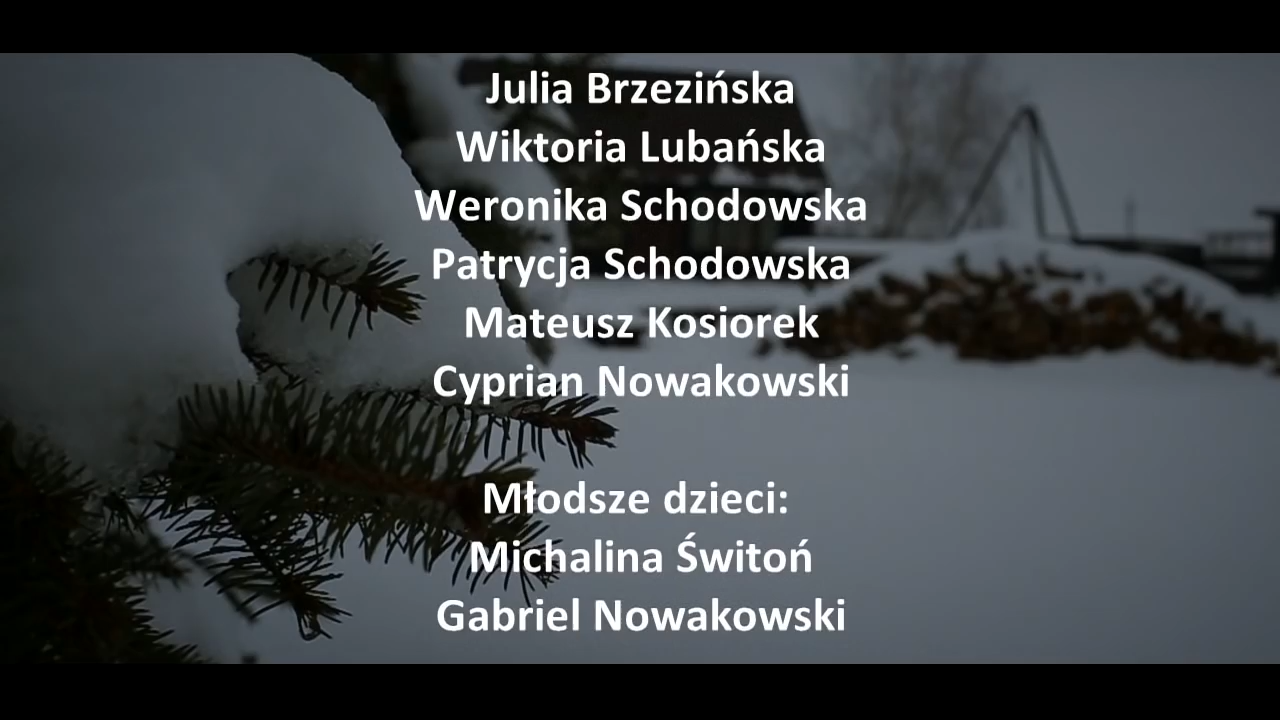 Julia Brzezińska
Wiktoria Lubańska
Weronika Schodowska
Patrycja Schodowska
Mateusz Kosiorek
Cyprian Nowakowski
Młodsze dzieci:
Michalina Świtoń
Gabriel Nowakowski